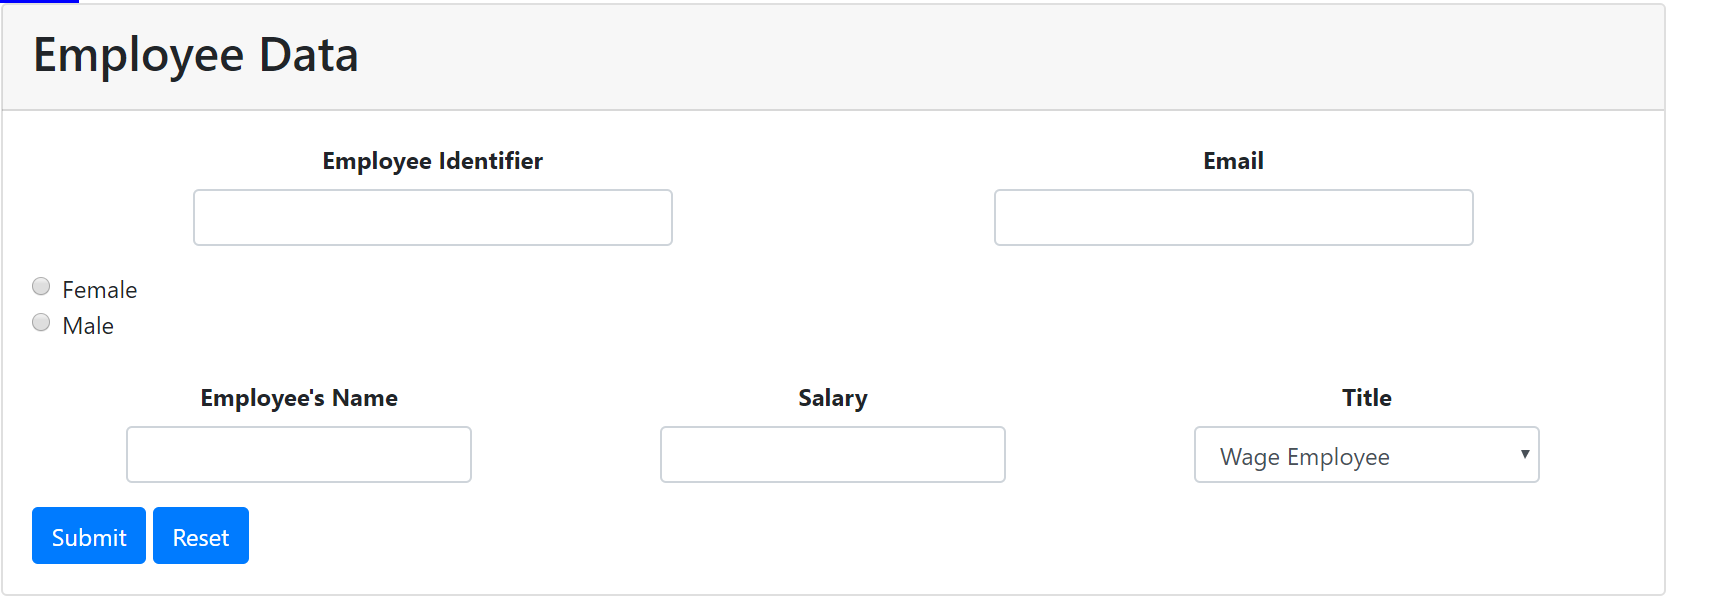 Employee Data
Employee Identifier Email
Female
Male
Employee's Name Salary Title
Wage Employee
Submit Reset